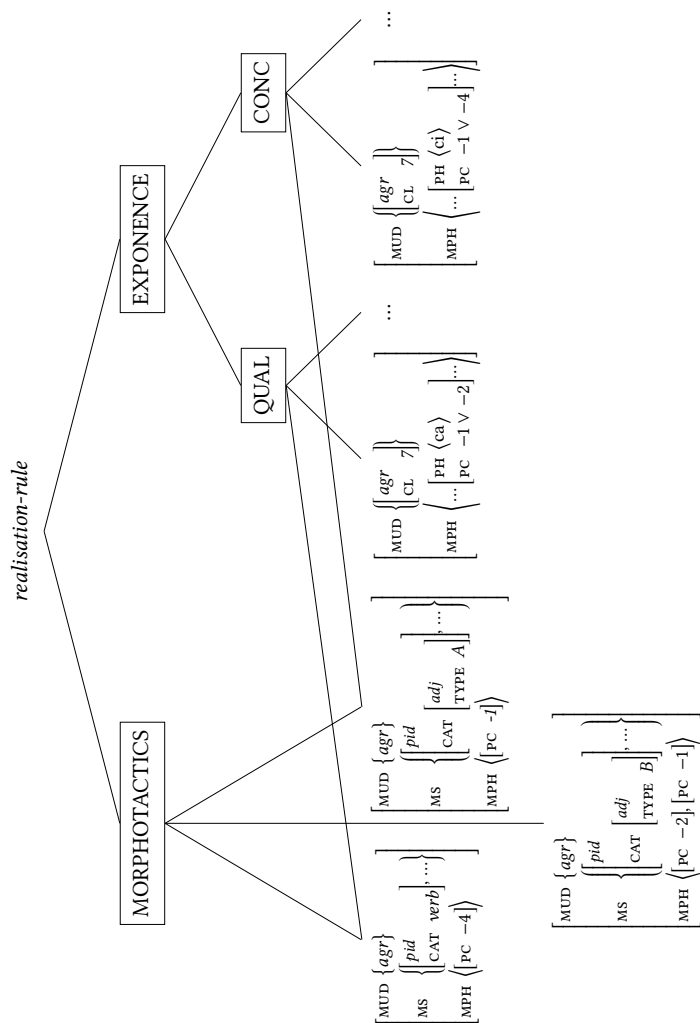 realisation-rule
MORPHOTACTICS
EXPONENCE
QUAL
CONC
[MUD {agr}
MS {[pid
CAT verb], ...}
MPH ⟨[PC −4]⟩]
[MUD {agr}
MS {[pid
CAT [adj
TYPE A]], ...}
MPH ⟨[PC -1]⟩]
[MUD {[agr
CL 7]}
MPH ⟨... [PH ⟨ca⟩
PC −1 ∨ −2] ...⟩]
...
[MUD {[agr
CL 7]}
MPH ⟨... [PH ⟨ci⟩
PC −1 ∨ −4] ...⟩]
...
[MUD {agr}
MS {[pid
CAT [adj
TYPE B]], ...}
MPH ⟨[PC −2], [PC −1]⟩]